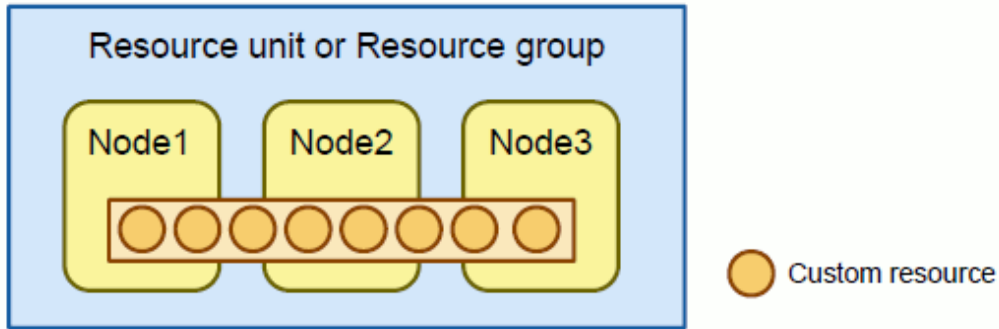 Resource unit or Resource group
Node1
Node2
Node3
Custom resource